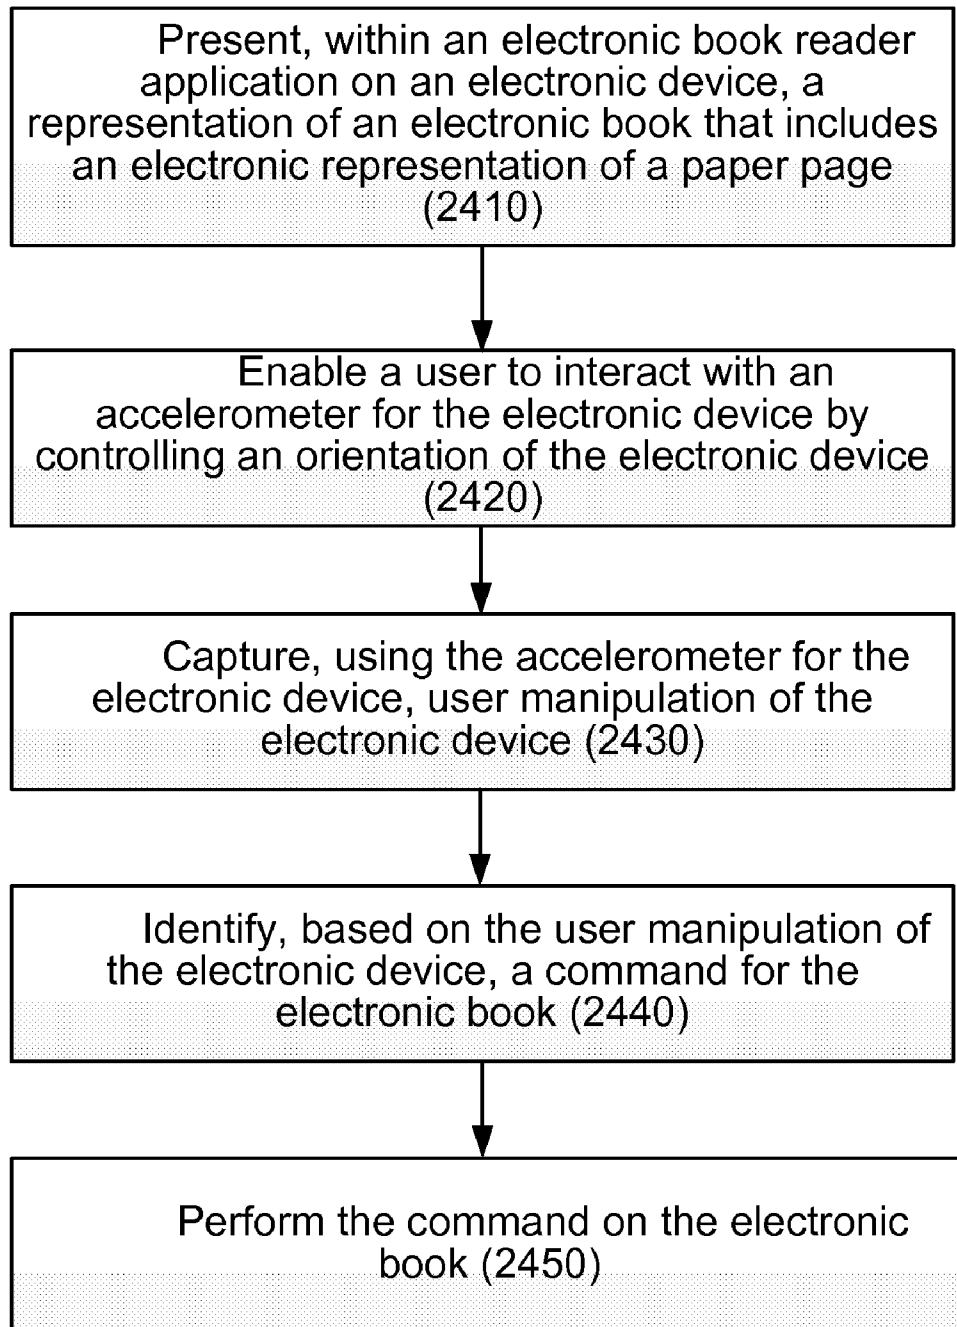 Present, within an electronic book reader
application on an electronic device, a
representation of an electronic book that includes
an electronic representation of a paper page
(2410)
Enable a user to interact with an
accelerometer for the electronic device by
controlling an orientation of the electronic device
(2420)
Capture, using the accelerometer for the
electronic device, user manipulation of the
electronic device (2430)
Identify, based on the user manipulation of
the electronic device, a command for the
electronic book (2440)
Perform the command on the electronic
book (2450)